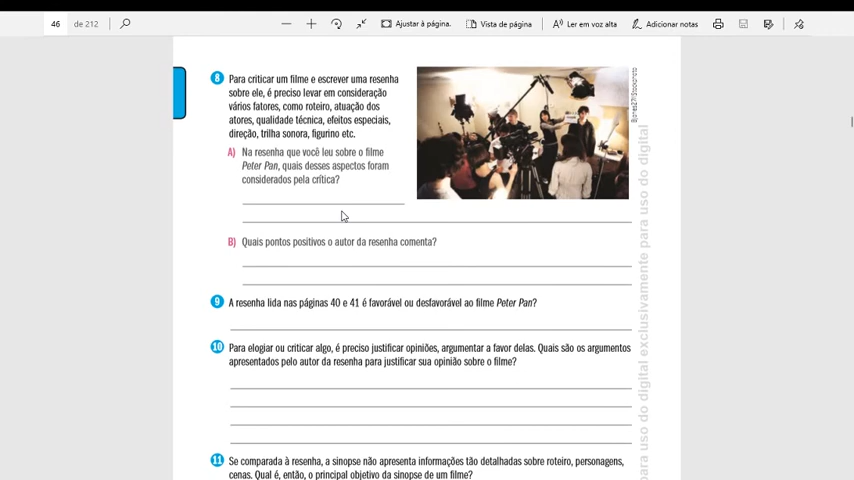 46 de 212 Ajustar à página. Vista de página Ler em voz alta Adicionar notas
8 Para criticar um filme e escrever uma resenha
sobre ele, é preciso levar em consideração
vários fatores, como roteiro, atuação dos
atores, qualidade técnica, efeitos especiais,
direção, trilha sonora, figurino etc.
A) Na resenha que você leu sobre o filme
Peter Pan, quais desses aspectos foram
considerados pela crítica?
B) Quais pontos positivos o autor da resenha comenta?
9 A resenha lida nas páginas 40 e 41 é favorável ou desfavorável ao filme Peter Pan?
10 Para elogiar ou criticar algo, é preciso justificar opiniões, argumentar a favor delas. Quais são os argumentos
apresentados pelo autor da resenha para justificar sua opinião sobre o filme?
11 Se comparada à resenha, a sinopse não apresenta informações tão detalhadas sobre roteiro, personagens,
cenas. Qual é, então, o principal objetivo da sinopse de um filme?
para uso do digital exclusivamente para uso do digital